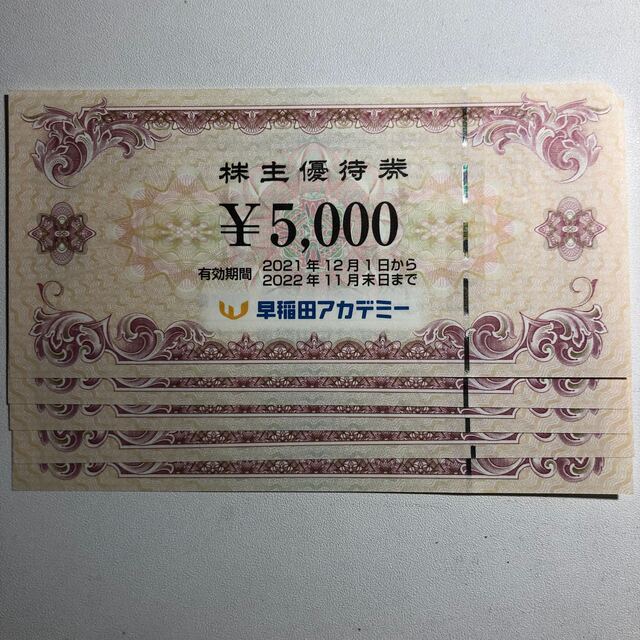 株主優待券
¥5,000
有効期間
2021年12月1日から
2022年11月末日まで
早稲田アカデミー